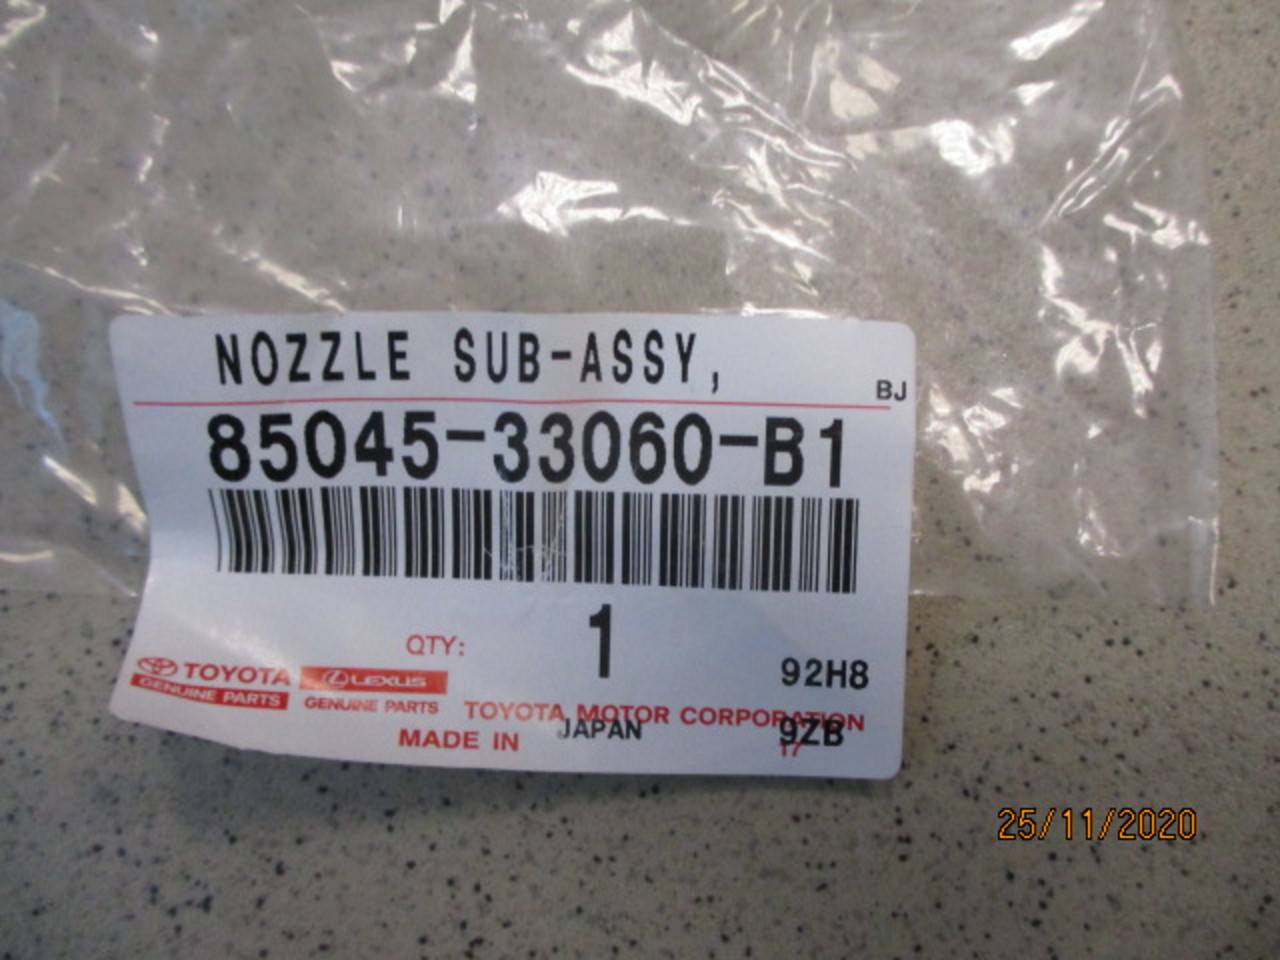 NOZZLE SUB-ASSY,
BJ
85045-33060-B1
QTY: 1
92H8
TOYOTA
GENUINE PARTS
LEXUS
GENUINE PARTS
TOYOTA MOTOR CORPORATION
MADE IN JAPAN
9ZB
17
25/11/2020